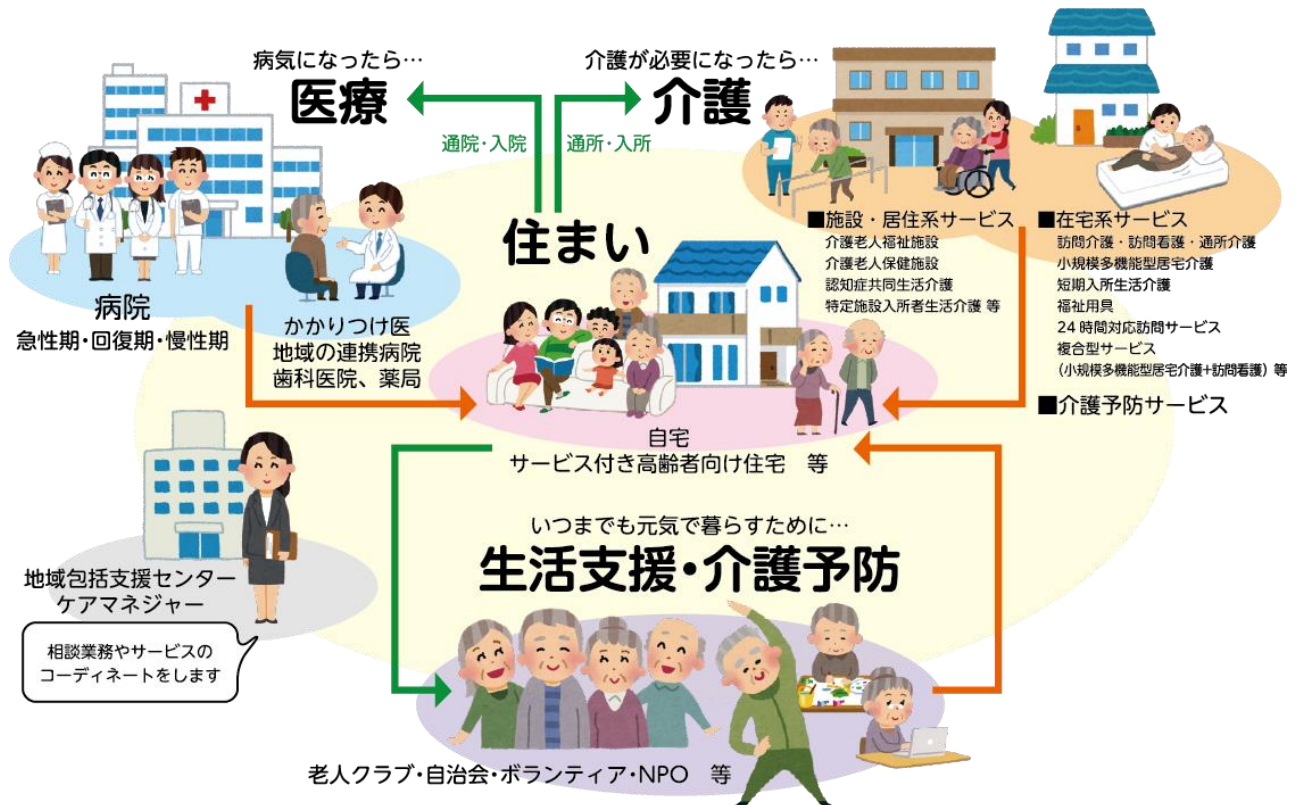 病気になったら…
医療
通院・入院
介護が必要になったら…
介護
通所・入所
病院
急性期・回復期・慢性期
かかりつけ医
地域の連携病院
歯科医院、薬局
住まい
自宅
サービス付き高齢者向け住宅　等
■施設・居住系サービス
介護老人福祉施設
介護老人保健施設
認知症共同生活介護
特定施設入所者生活介護 等
■在宅系サービス
訪問介護・訪問看護・通所介護
小規模多機能型居宅介護
短期入所生活介護
福祉用具
24時間対応訪問サービス
複合型サービス
(小規模多機能型居宅介護+訪問看護) 等
■介護予防サービス
地域包括支援センター
ケアマネジャー
相談業務やサービスの
コーディネートをします
いつまでも元気で暮らすために…
生活支援・介護予防
老人クラブ・自治会・ボランティア・NPO　等